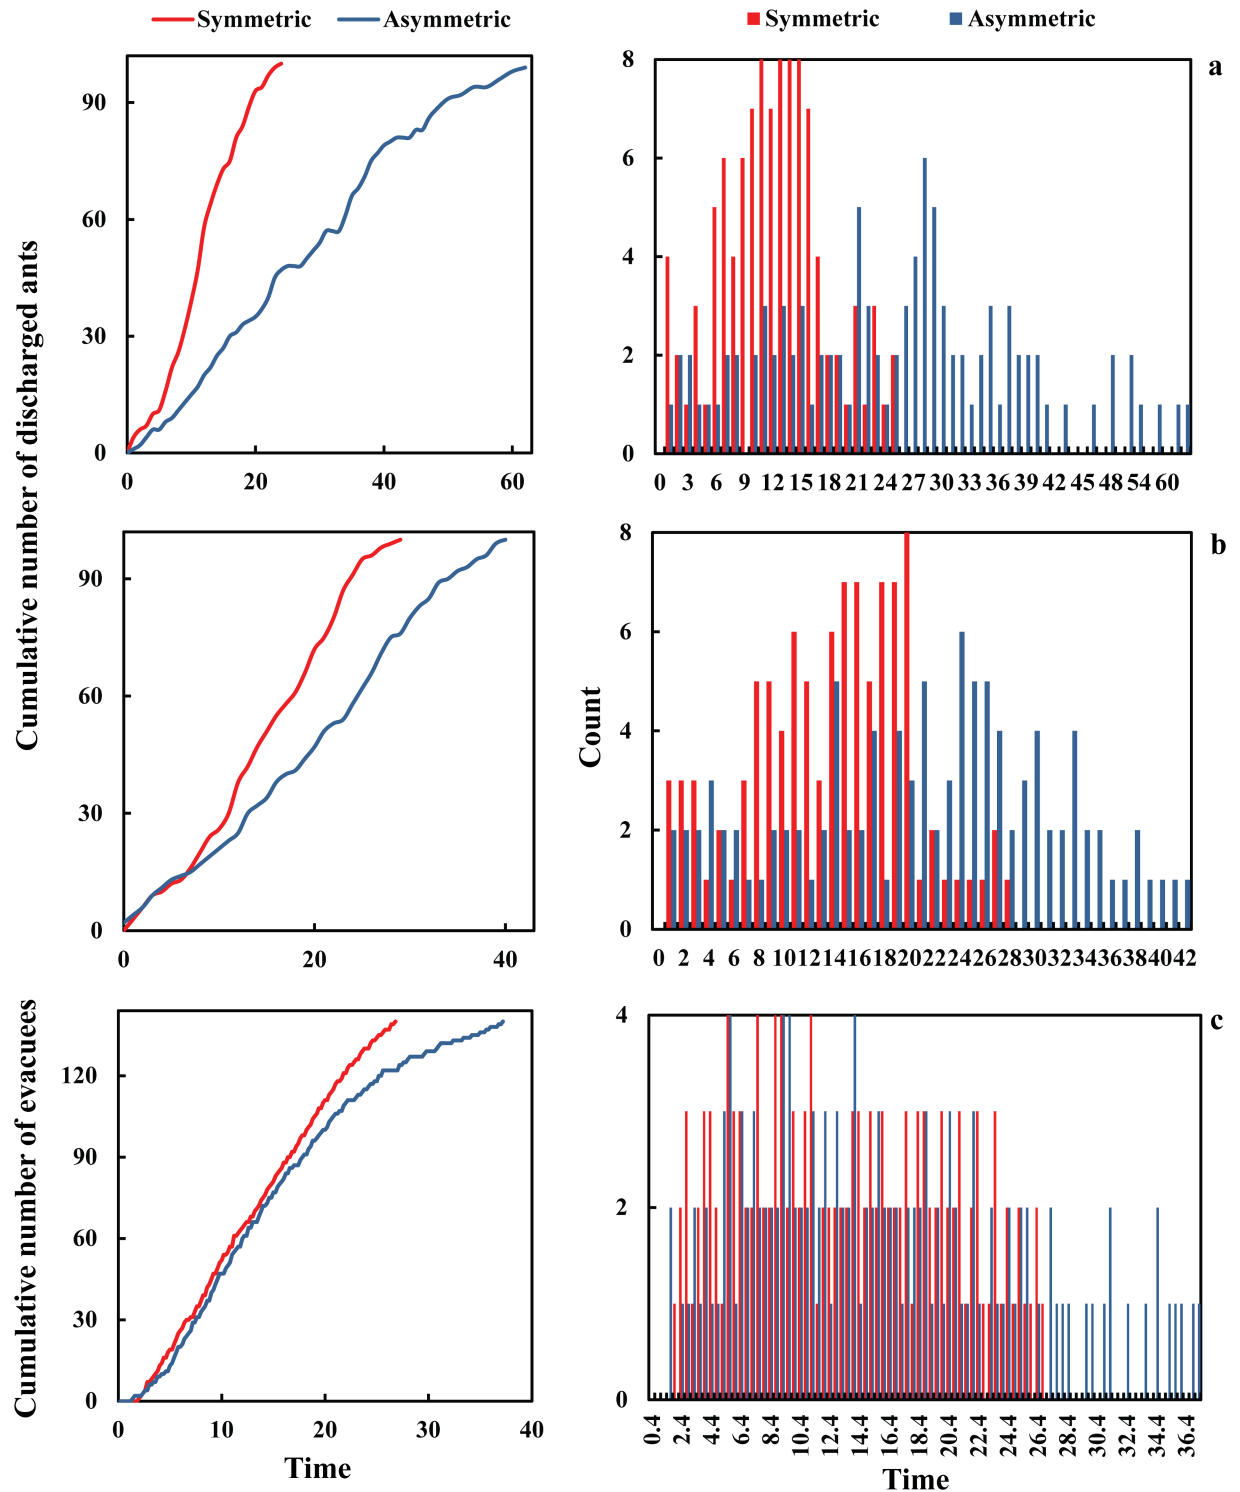 Symmetric Asymmetric
Symmetric Asymmetric
Cumulative number of discharged ants
90
60
30
0
0 20 40 60
8
6
4
2
0
0 3 6 9 12 15 18 21 24 27 30 33 36 39 42 45 48 54 60
a
90
60
30
0
0 20 40
Count
8
6
4
2
0
0 2 4 6 8 10 12 14 16 18 20 22 24 26 28 30 32 34 36 38 40 42
b
Cumulative number of evacuees
120
90
60
30
0
0 10 20 30 40
Time
4
2
0
0.4 2.4 4.4 6.4 8.4 10.4 12.4 14.4 16.4 18.4 20.4 22.4 24.4 26.4 28.4 30.4 32.4 34.4 36.4
Time
c